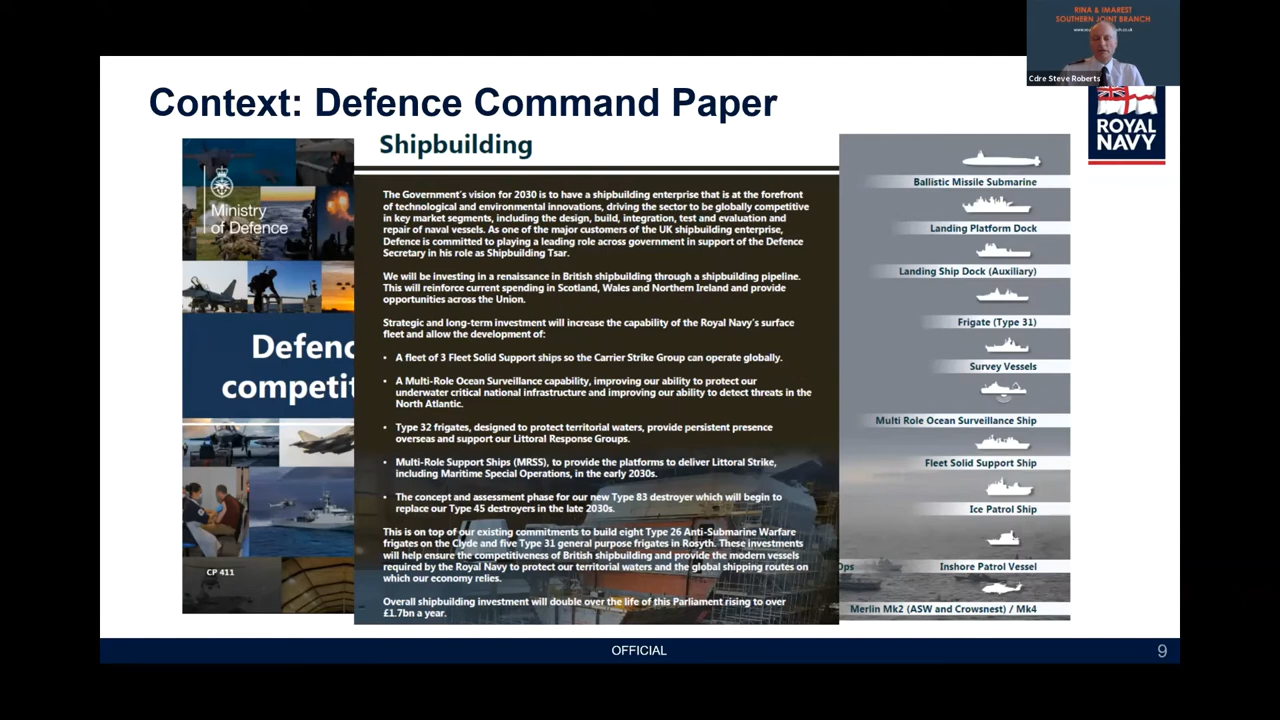 RINA & IMAREST
SOUTHERN JOINT BRANCH
Cdre Steve Roberts
Context: Defence Command Paper
ROYAL
NAVY
Ministry
of Defence
Defenc
competit
CP 411
Shipbuilding
The Government's vision for 2030 is to have a shipbuilding enterprise that is at the forefront
of technological and environmental innovations, driving the sector to be globally competitive
in key market segments, including the design, build, integration, test and evaluation and
repair of naval vessels. As one of the major customers of the UK shipbuilding enterprise,
Defence is committed to playing a leading role across government in support of the Defence
Secretary in his role as Shipbuilding Tsar.
We will be investing in a renaissance in British shipbuilding through a shipbuilding pipeline.
This will reinforce current spending in Scotland, Wales and Northern Ireland and provide
opportunities across the Union.
Strategic and long-term investment will increase the capability of the Royal Navy's surface
fleet and allow the development of:
• A fleet of 3 Fleet Solid Support ships so the Carrier Strike Group can operate globally.
• A Multi-Role Ocean Surveillance capability, improving our ability to protect our
underwater critical national infrastructure and improving our ability to detect threats in the
North Atlantic.
• Type 32 frigates, designed to protect territorial waters, provide persistent presence
overseas and support our Littoral Response Groups.
• Multi-Role Support Ships (MRSS), to provide the platforms to deliver Littoral Strike,
including Maritime Special Operations, in the early 2030s.
• The concept and assessment phase for our new Type 83 destroyer which will begin to
replace our Type 45 destroyers in the late 2030s.
This is on top of our existing commitments to build eight Type 26 Anti-Submarine Warfare
frigates on the Clyde and five Type 31 general purpose frigates in Rosyth. These investments
will help ensure the competitiveness of British shipbuilding and provide the modern vessels
required by the Royal Navy to protect our territorial waters and the global shipping routes on
which our economy relies.
Overall shipbuilding investment will double over the life of this Parliament rising to over
£1.7bn a year.
Ballistic Missile Submarine
Landing Platform Dock
Landing Ship Dock (Auxiliary)
Frigate (Type 31)
Survey Vessels
Multi Role Ocean Surveillance Ship
Fleet Solid Support Ship
Ice Patrol Ship
Ops
Inshore Patrol Vessel
Merlin Mk2 (ASW and Crowsnest) / Mk4
OFFICIAL
9